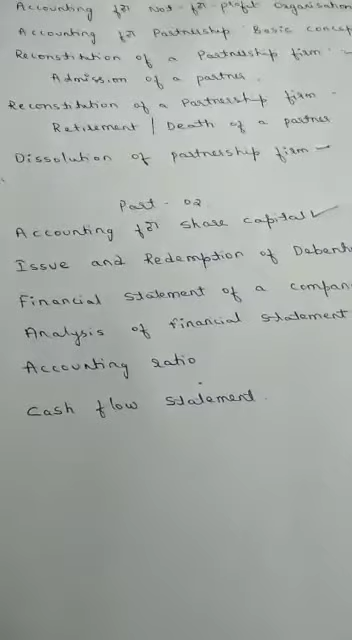 Accounting for Not-for-profit Organisation
Accounting for Partnership Basic concep
Reconstitution of a Partnership firm -
Admission of a partner.
Reconstitution of a Partnership firm -
Retirement / Death of a partner
Dissolution of partnership firm -
Part - 02
Accounting for share capital ✓
Issue and Redemption of Debent
Financial statement of a compan
Analysis of financial statement
Accounting ratio
Cash flow statement.